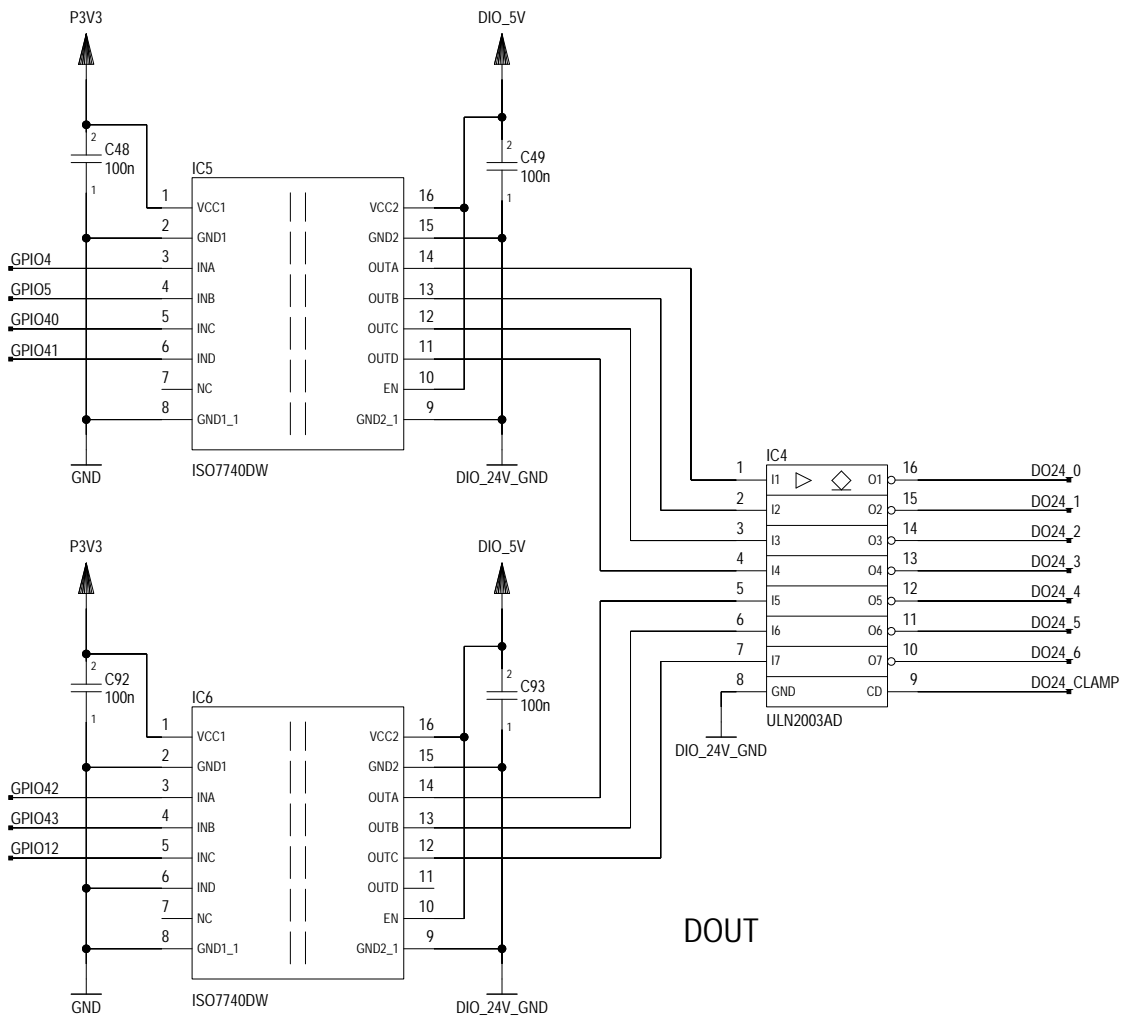 P3V3
DIO_5V
2
C48
100n
1
2
C49
100n
1
IC5
1 VCC1 VCC2 16
2 GND1 GND2 15
GPIO4 3 INA OUTA 14
GPIO5 4 INB OUTB 13
GPIO40 5 INC OUTC 12
GPIO41 6 IND OUTD 11
7 NC EN 10
8 GND1_1 GND2_1 9
GND
ISO7740DW
DIO_24V_GND
IC4
1 I1 O1 16 DO24_0
2 I2 O2 15 DO24_1
3 I3 O3 14 DO24_2
4 I4 O4 13 DO24_3
5 I5 O5 12 DO24_4
6 I6 O6 11 DO24_5
7 I7 O7 10 DO24_6
8 GND CD 9 DO24_CLAMP
ULN2003AD
DIO_24V_GND
P3V3
DIO_5V
2
C92
100n
1
2
C93
100n
1
IC6
1 VCC1 VCC2 16
2 GND1 GND2 15
GPIO42 3 INA OUTA 14
GPIO43 4 INB OUTB 13
GPIO12 5 INC OUTC 12
6 IND OUTD 11
7 NC EN 10
8 GND1_1 GND2_1 9
GND
ISO7740DW
DIO_24V_GND
DOUT